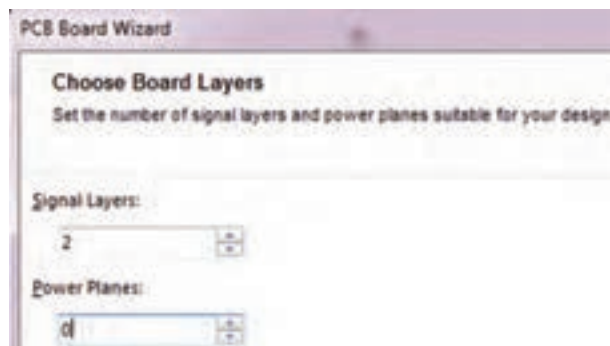 PCB Board Wizard
Choose Board Layers
Set the number of signal layers and power planes suitable for your design
Signal Layers:
2
Power Planes:
0